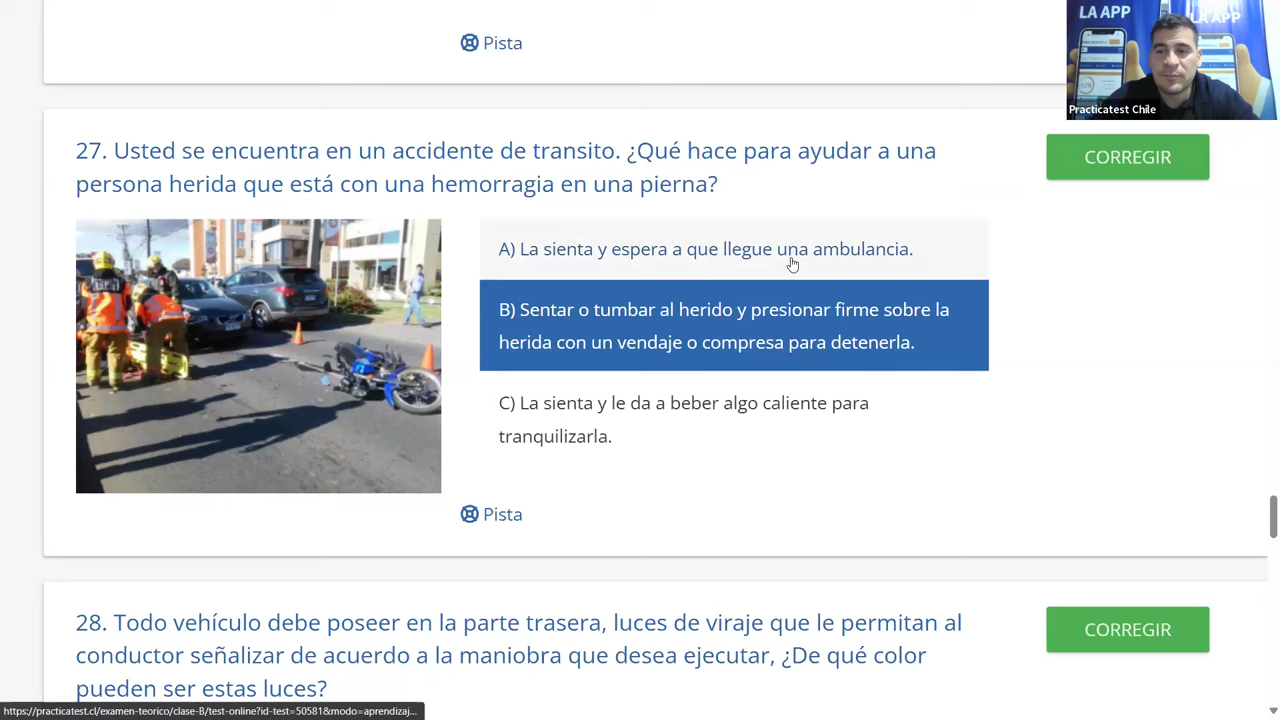 LA APP
LA APP
Practicatest Chile
Pista
27. Usted se encuentra en un accidente de transito. ¿Qué hace para ayudar a una
persona herida que está con una hemorragia en una pierna?
CORREGIR
A) La sienta y espera a que llegue una ambulancia.
B) Sentar o tumbar al herido y presionar firme sobre la
herida con un vendaje o compresa para detenerla.
C) La sienta y le da a beber algo caliente para
tranquilizarla.
Pista
28. Todo vehículo debe poseer en la parte trasera, luces de viraje que le permitan al
conductor señalizar de acuerdo a la maniobra que desea ejecutar, ¿De qué color
pueden ser estas luces?
CORREGIR
https://practicatest.cl/examen-teorico/clase-B/test-online?id-test=50581&modo=aprendizaj...